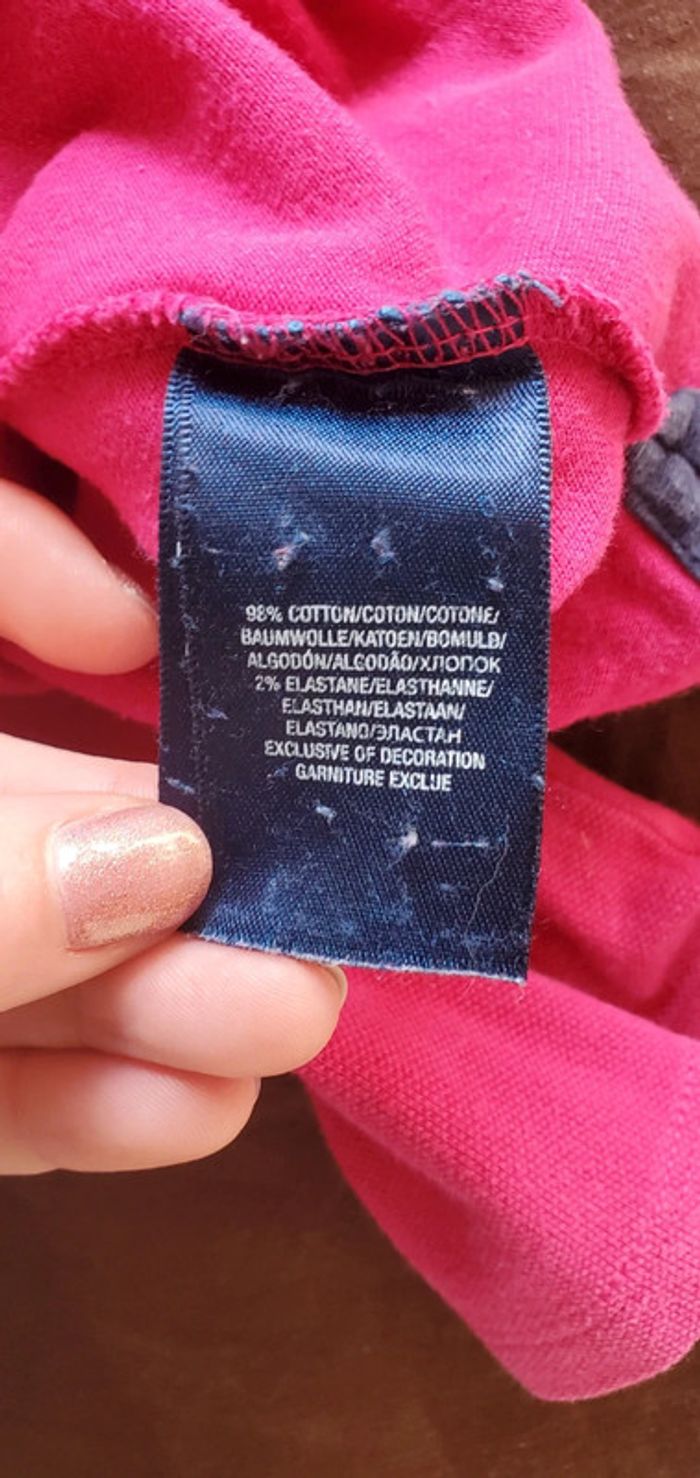 98% COTTON/COTON/COTONE/
BAUMWOLLE/KATOEN/BOMULD/
ALGODÓN/ALGODÃO/ХЛОПОК
2% ELASTANE/ELASTHANNE/
ELASTHAN/ELASTAAN/
ELASTANO/ЭЛАСТАН
EXCLUSIVE OF DECORATION
GARNITURE EXCLUE